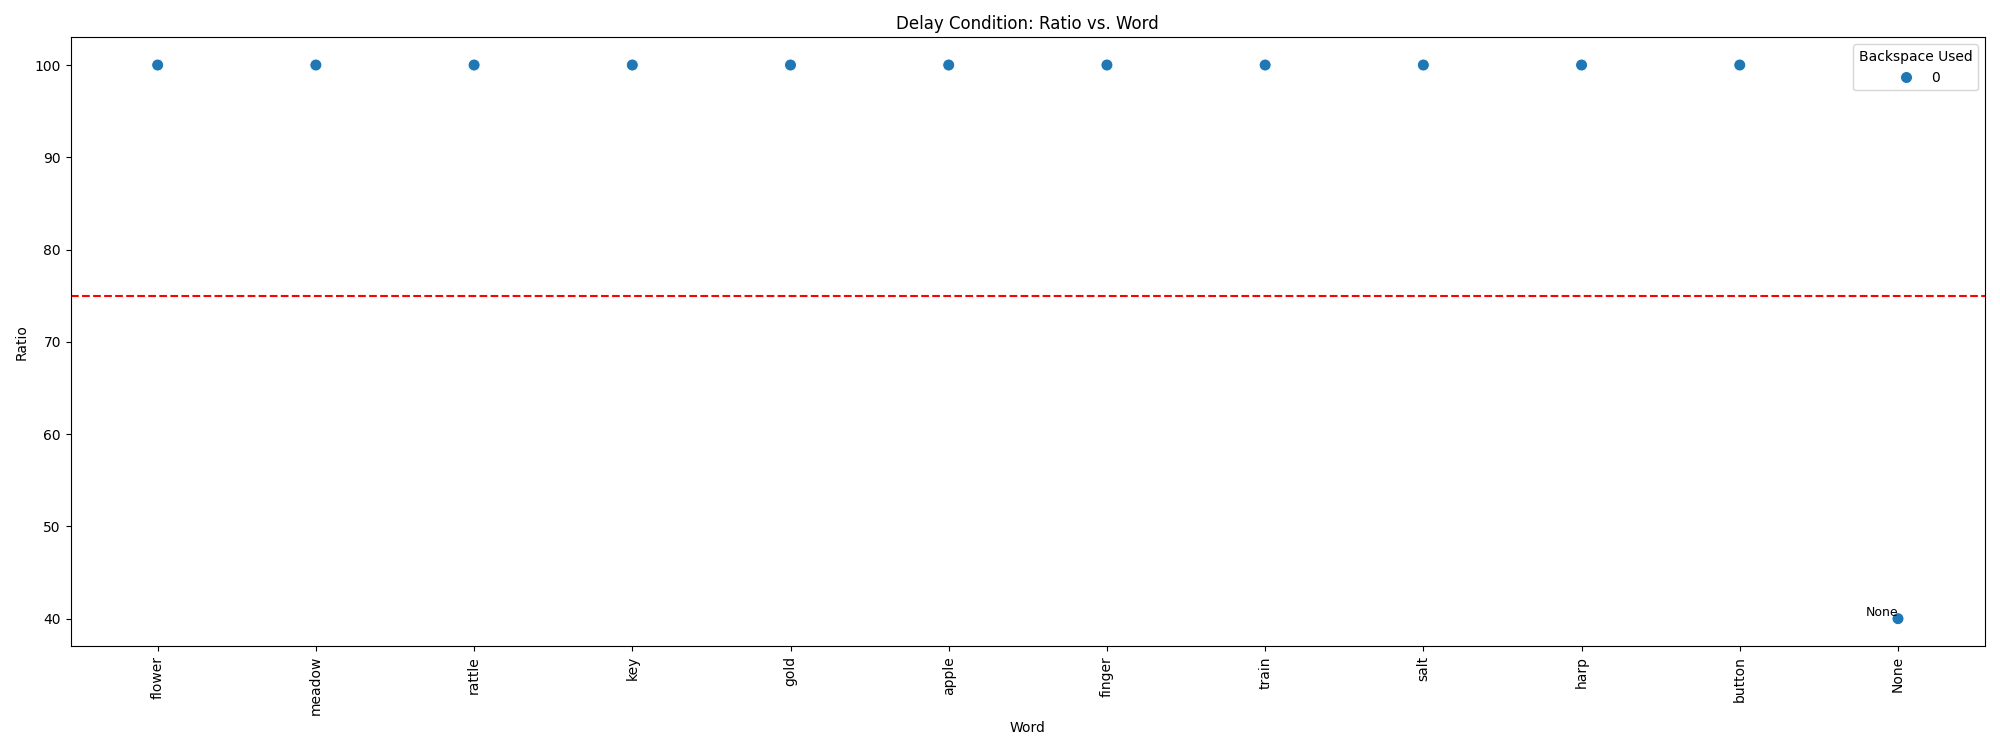 Delay Condition: Ratio vs. Word
Backspace Used
0
100
90
80
70
60
50
40
Ratio
None
flower
meadow
rattle
key
gold
apple
finger
train
salt
harp
button
None
Word